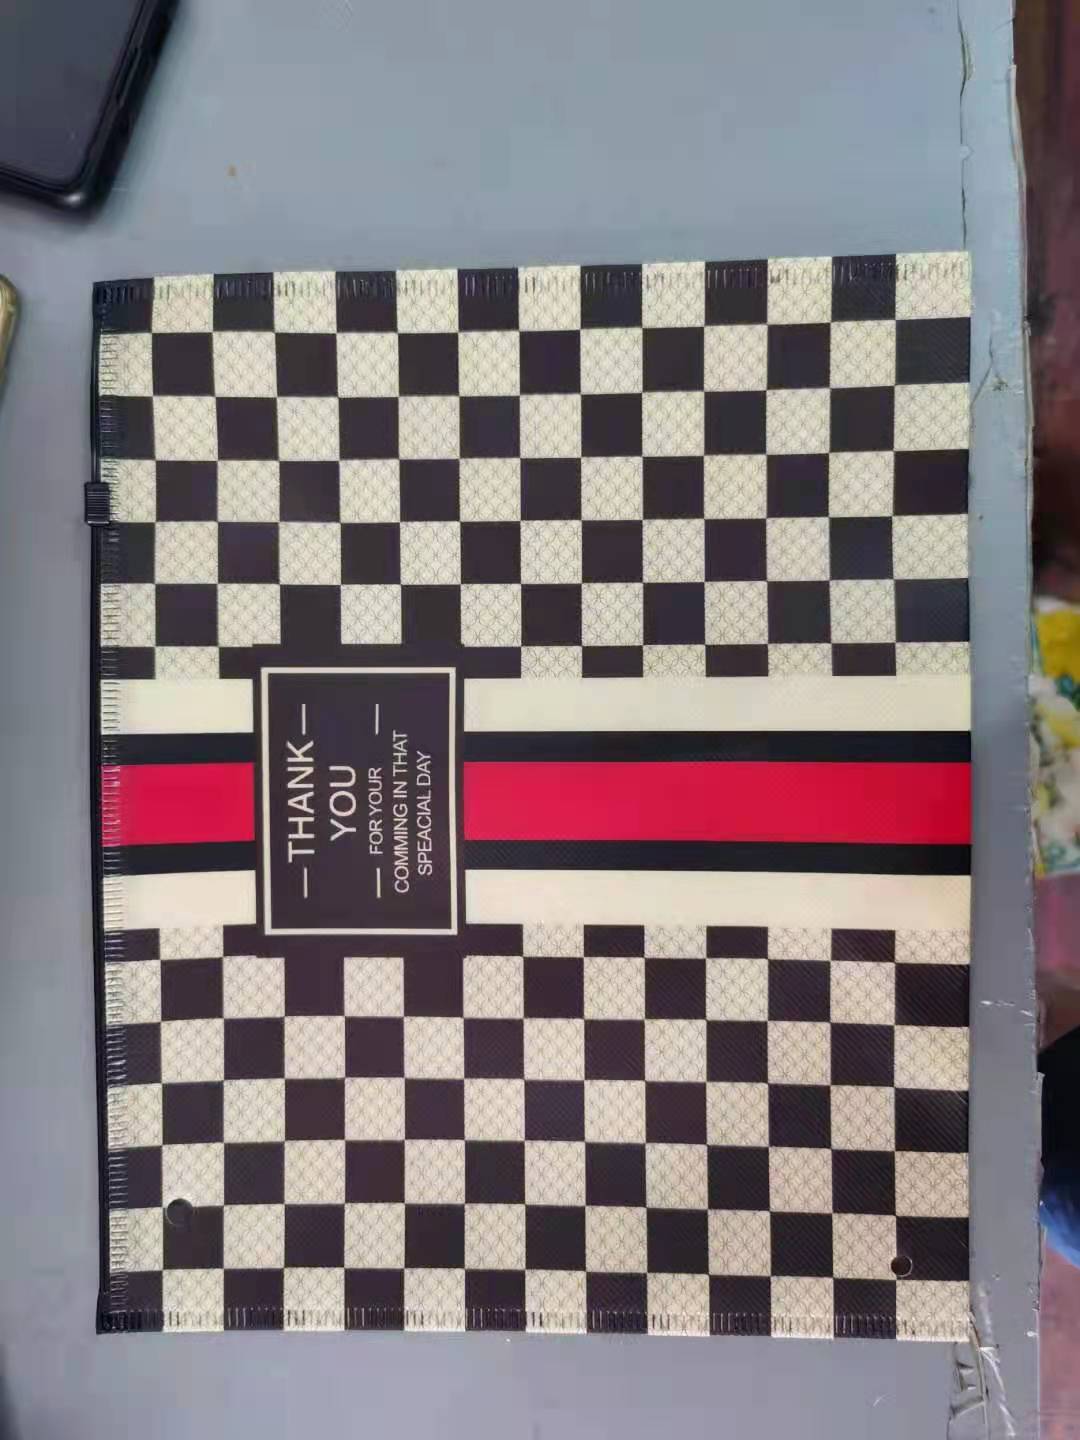 —THANK—
YOU
— FOR YOUR —
COMMING IN THAT
SPEACIAL DAY